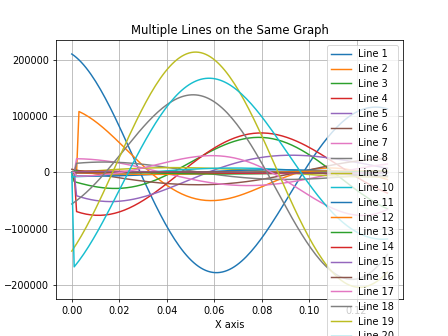 Multiple Lines on the Same Graph
200000
100000
0
−100000
−200000
0.00
0.02
0.04
0.06
0.08
0.10
X axis
Line 1
Line 2
Line 3
Line 4
Line 5
Line 6
Line 7
Line 8
Line 9
Line 10
Line 11
Line 12
Line 13
Line 14
Line 15
Line 16
Line 17
Line 18
Line 19
Line 20